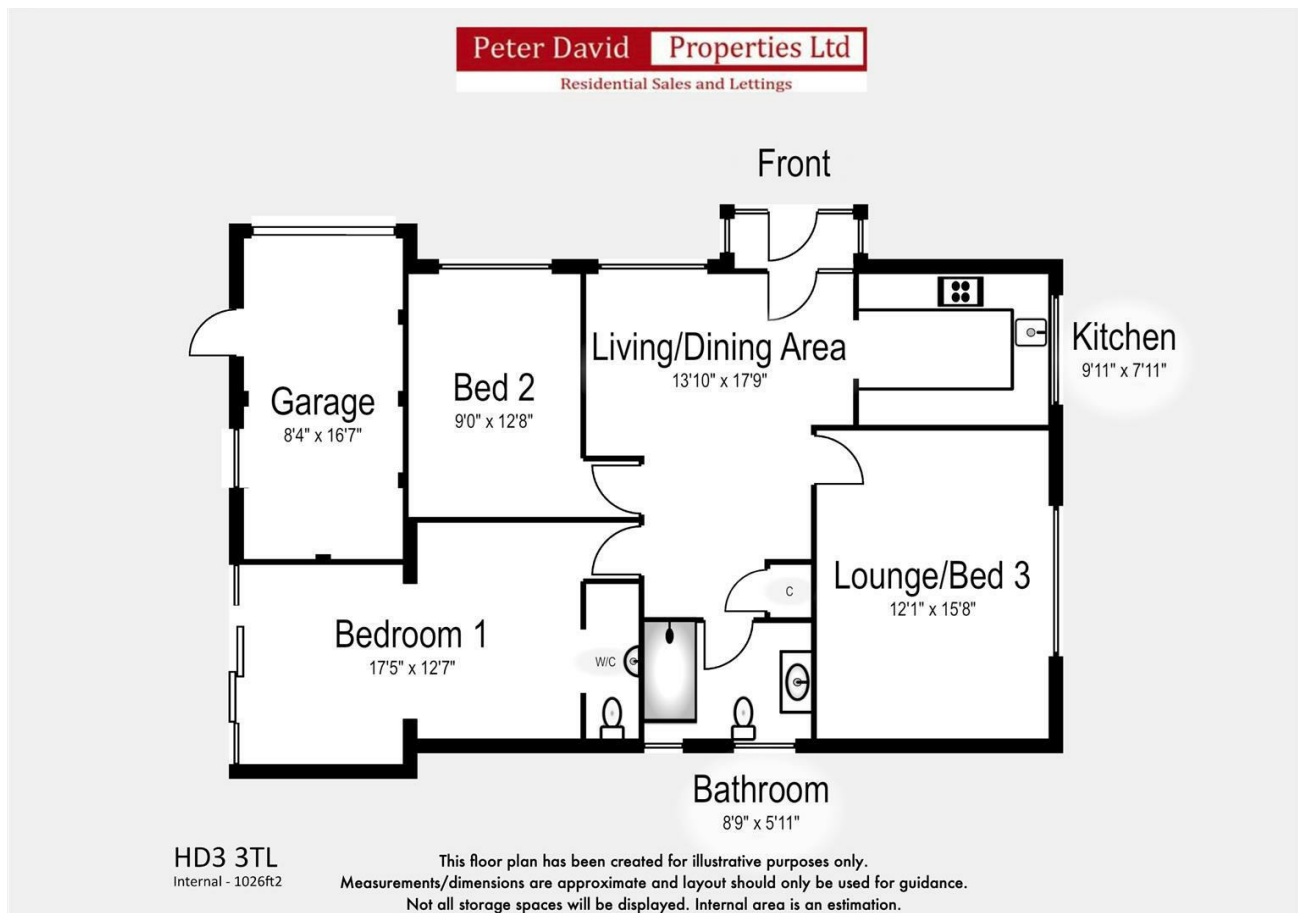 Peter David Properties Ltd
Residential Sales and Lettings
Front
Living/Dining Area
13'10" x 17'9"
Kitchen
9'11" x 7'11"
Bed 2
9'0" x 12'8"
Garage
8'4" x 16'7"
Lounge/Bed 3
12'1" x 15'8"
C
Bedroom 1
17'5" x 12'7"
W/C
Bathroom
8'9" x 5'11"
HD3 3TL
Internal - 1026ft2
This floor plan has been created for illustrative purposes only.
Measurements/dimensions are approximate and layout should only be used for guidance.
Not all storage spaces will be displayed. Internal area is an estimation.